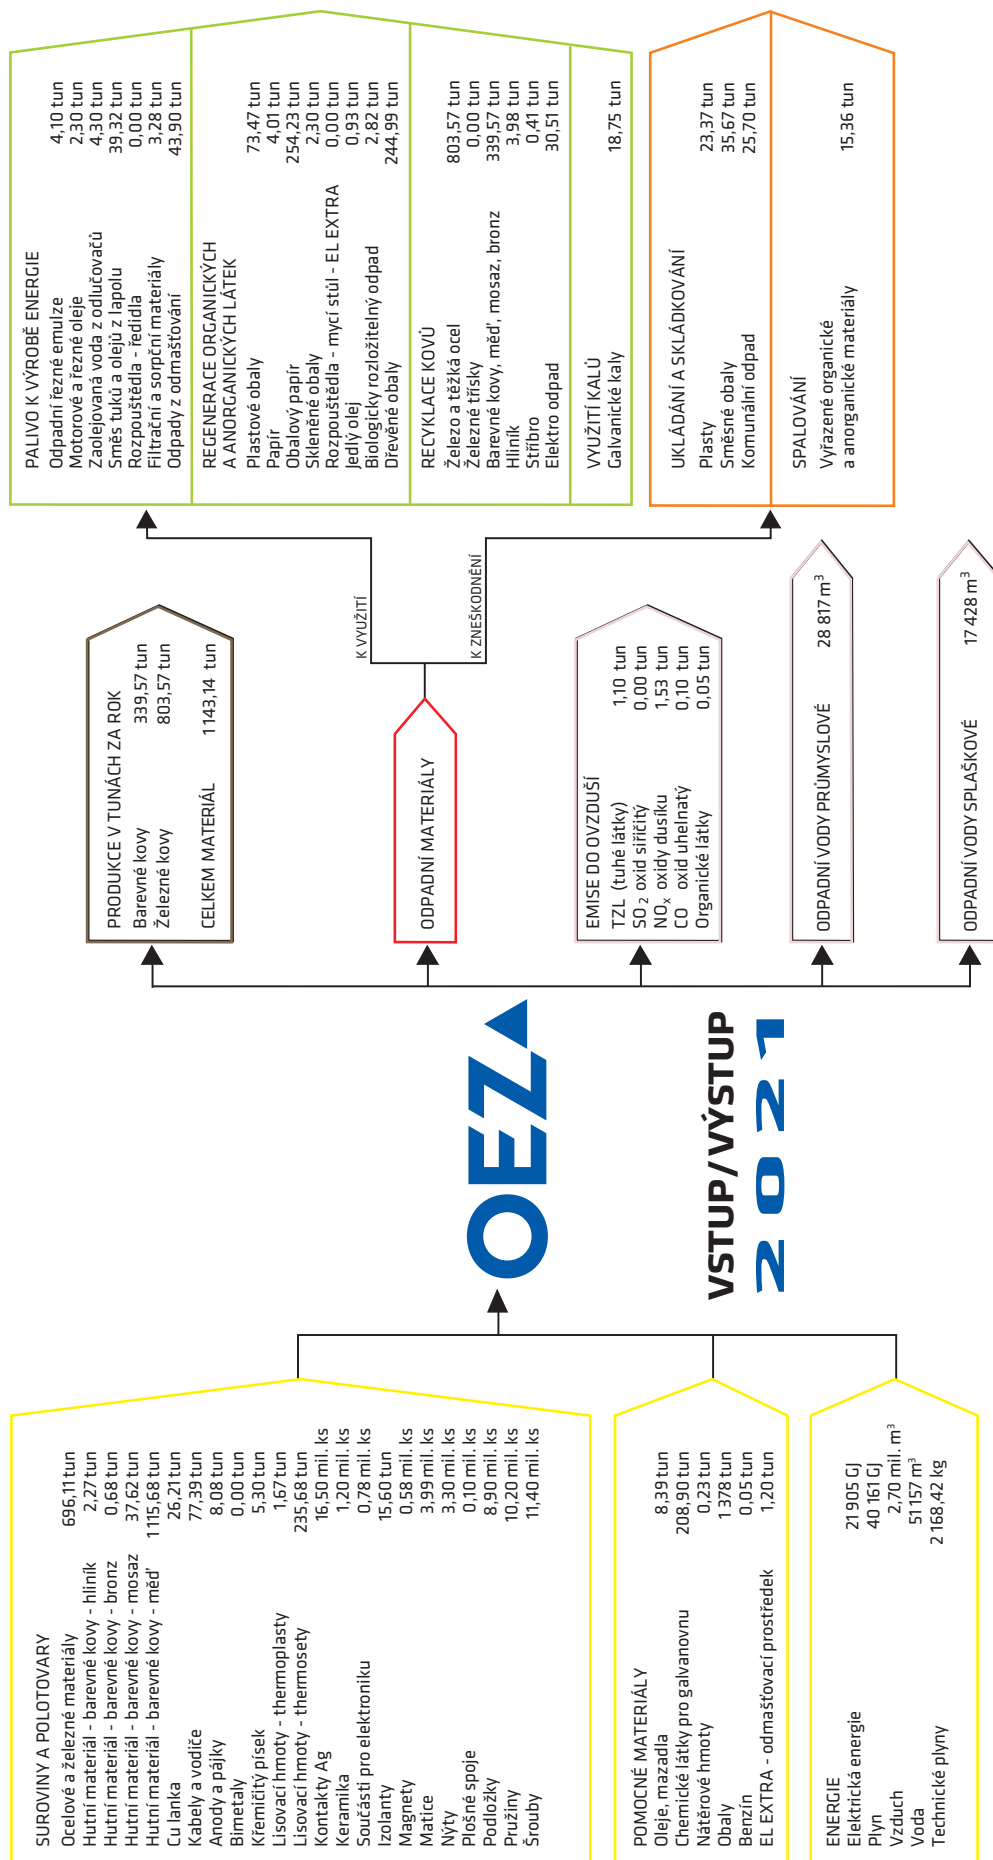 SUROVINY A POLOTOVARY
Ocelové a železné materiály 696,11 tun
Hutní materiál - barevné kovy - hliník 2,27 tun
Hutní materiál - barevné kovy - bronz 0,68 tun
Hutní materiál - barevné kovy - mosaz 37,62 tun
Hutní materiál - barevné kovy - měď 1 115,68 tun
Cu lanka 26,21 tun
Kabely a vodiče 77,39 tun
Anody a pájky 8,08 tun
Bimetaly 0,00 tun
Křemičitý písek 5,30 tun
Lisovací hmoty - thermoplasty 1,67 tun
Lisovací hmoty - thermosety 235,68 tun
Kontakty Ag 16,50 mil. ks
Keramika 1,20 mil. ks
Součásti pro elektroniku 0,78 mil. ks
Izolanty 15,60 tun
Magnety 0,58 mil. ks
Matice 3,99 mil. ks
Nýty 3,30 mil. ks
Plošné spoje 0,10 mil. ks
Podložky 8,90 mil. ks
Pružiny 10,20 mil. ks
Šrouby 11,40 mil. ks
POMOCNÉ MATERIÁLY
Oleje, mazadla 8,39 tun
Chemické látky pro galvanovnu 208,90 tun
Nátěrové hmoty 0,23 tun
Obaly 1 378 tun
Benzín 0,05 tun
EL EXTRA - odmašťovací prostředek 1,20 tun
ENERGIE
Elektrická energie 21 905 GJ
Plyn 40 161 GJ
Vzduch 2,70 mil. m³
Voda 51 157 m³
Technické plyny 2 168,42 kg
OEZ
VSTUP/VÝSTUP
2021
PRODUKCE V TUNÁCH ZA ROK
Barevné kovy 339,57 tun
Železné kovy 803,57 tun
CELKEM MATERIÁL 1 143,14 tun
ODPADNÍ MATERIÁLY
K VYUŽITÍ
K ZNEŠKODNĚNÍ
EMISE DO OVZDUŠÍ
TZL (tuhé látky) 1,10 tun
SO₂ oxid siřičitý 0,00 tun
NOₓ oxidy dusíku 1,53 tun
CO oxid uhelnatý 0,10 tun
Organické látky 0,05 tun
ODPADNÍ VODY PRŮMYSLOVÉ 28 817 m³
ODPADNÍ VODY SPLAŠKOVÉ 17 428 m³
PALIVO K VÝROBĚ ENERGIE
Odpadní řezné emulze 4,10 tun
Motorové a řezné oleje 2,30 tun
Zaolejovaná voda z odlučovačů 4,30 tun
Směs tuků a olejů z lapolu 39,32 tun
Rozpouštědla - ředidla 0,00 tun
Filtrační a sorpční materiály 3,28 tun
Odpady z odmašťování 43,90 tun
REGENERACE ORGANICKÝCH
A ANORGANICKÝCH LÁTEK
Plastové obaly 73,47 tun
Papír 4,01 tun
Obalový papír 254,23 tun
Skleněné obaly 2,30 tun
Rozpouštědla - mycí stůl - EL EXTRA 0,00 tun
Jedlý olej 0,93 tun
Biologicky rozložitelný odpad 2,82 tun
Dřevěné obaly 244,99 tun
RECYKLACE KOVŮ
Železo a těžká ocel 803,57 tun
Železné třísky 0,00 tun
Barevné kovy, měď, mosaz, bronz 339,57 tun
Hliník 3,98 tun
Stříbro 0,41 tun
Elektro odpad 30,51 tun
VYUŽITÍ KALŮ
Galvanické kaly 18,75 tun
UKLÁDÁNÍ A SKLÁDKOVÁNÍ
Plasty 23,37 tun
Směsné obaly 35,67 tun
Komunální odpad 25,70 tun
SPALOVÁNÍ
Vyřazené organické
a anorganické materiály 15,36 tun